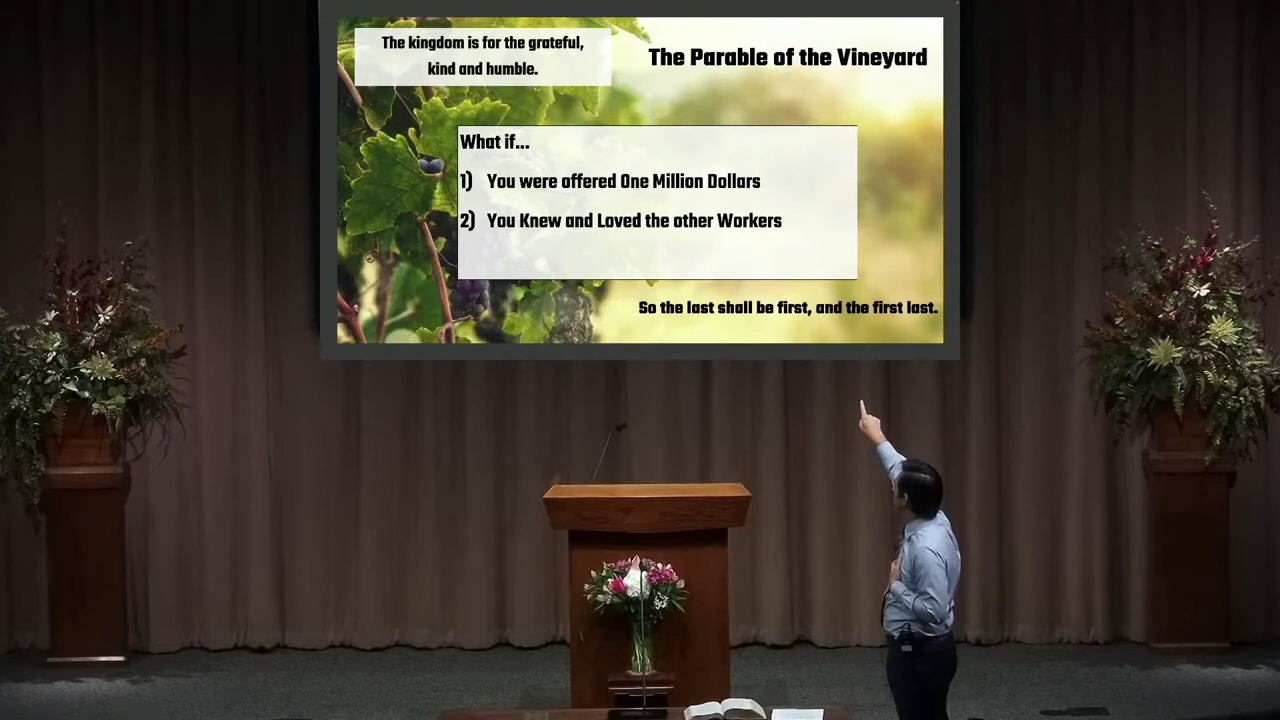 The kingdom is for the grateful,
kind and humble.
The Parable of the Vineyard
What if...
1) You were offered One Million Dollars
2) You Knew and Loved the other Workers
So the last shall be first, and the first last.